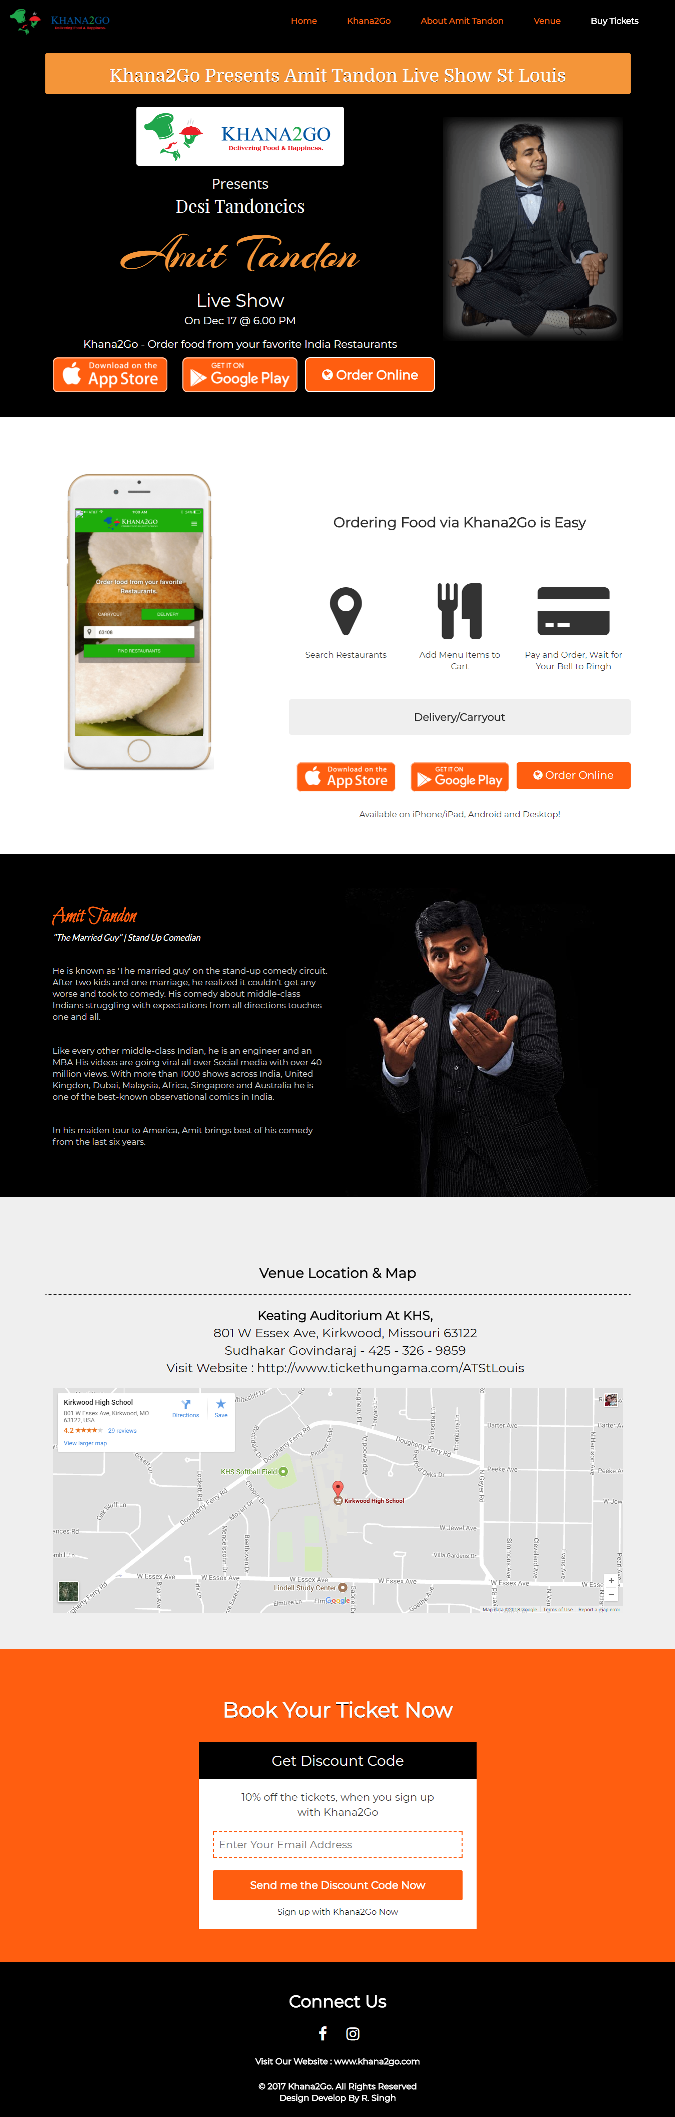 KHANA2GO
Home
Khana2Go
About Amit Tandon
Venue
Buy Tickets
Khana2Go Presents Amit Tandon Live Show St Louis
KHANA2GO
Delivering Food & Happiness.
Presents
Desi Tandoncies
Amit Tandon
Live Show
On Dec 17 @ 6.00 PM
Khana2Go - Order food from your favorite India Restaurants
Download on the
App Store
GET IT ON
Google Play
Order Online
KHANA2GO
Order food from your favorite
Restaurants.
CARRYOUT
DELIVERY
63108
FIND RESTAURANTS
Ordering Food via Khana2Go is Easy
Search Restaurants
Add Menu Items to
Cart
Pay and Order. Wait for
Your Bell to Ringh
Delivery/Carryout
Download on the
App Store
GET IT ON
Google Play
Order Online
Available on iPhone/iPad, Android and Desktop!
Amit Tandon
"The Married Guy" | Stand Up Comedian
He is known as 'The married guy' on the stand-up comedy circuit.
After two kids and one marriage, he realized it couldn't get any
worse and took to comedy. His comedy about middle-class
Indians struggling with expectations from all directions touches
one and all.
Like every other middle-class Indian, he is an engineer and an
MBA His videos are going viral all over Social media with over 40
million views. With more than 1000 shows across India, United
Kingdon, Dubai, Malaysia, Africa, Singapore and Australia he is
one of the best-known observational comics in India.
In his maiden tour to America, Amit brings best of his comedy
from the last six years.
Venue Location & Map
Keating Auditorium At KHS,
801 W Essex Ave, Kirkwood, Missouri 63122
Sudhakar Govindaraj - 425 - 326 - 9859
Visit Website : http://www.tickethungama.com/ATStLouis
Kirkwood High School
801 W Essex Ave, Kirkwood, MO
63122, USA
4.2
29 reviews
View larger map
Directions
Save
KHS Softball Field
Dougherty Ferry Rd
Dougherty Ferry Rd
Harter Ave
Peeke Ave
Kirkwood High School
W Jewel Ave
Villa Gardens Dr
W Essex Ave
W Essex Ave
W Essex Ave
W Essex Ave
Lindell Study Center
Google
Terms of Use
Report a map error
Book Your Ticket Now
Get Discount Code
10% off the tickets, when you sign up
with Khana2Go
Enter Your Email Address
Send me the Discount Code Now
Sign up with Khana2Go Now
Connect Us
Visit Our Website : www.khana2go.com
© 2017 Khana2Go. All Rights Reserved
Design Develop By R. Singh